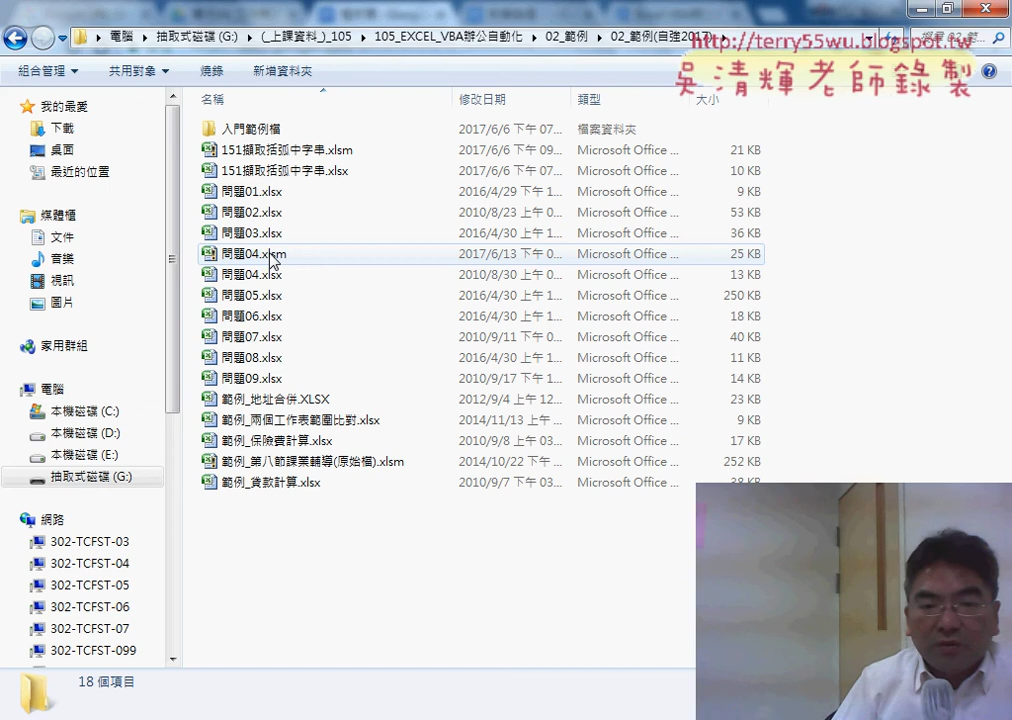 電腦 ▸ 抽取式磁碟 (G:) ▸ (_上課資料_)_105 ▸ 105_EXCEL_VBA辦公自動化 ▸ 02_範例 ▸ 02_範例(自強2017)
http://terry55wu.blogspot.tw
吳清輝老師錄製
組合管理 共用對象 燒錄 新增資料夾
名稱 修改日期 類型 大小
我的最愛
下載
桌面
最近的位置
媒體櫃
文件
音樂
視訊
圖片
家用群組
電腦
本機磁碟 (C:)
本機磁碟 (D:)
本機磁碟 (E:)
抽取式磁碟 (G:)
網路
302-TCFST-03
302-TCFST-04
302-TCFST-05
302-TCFST-06
302-TCFST-07
302-TCFST-099
入門範例檔 2017/6/6 下午 07... 檔案資料夾
151擷取括弧中字串.xlsm 2017/6/6 下午 09... Microsoft Office ... 21 KB
151擷取括弧中字串.xlsx 2017/6/6 下午 07... Microsoft Office ... 10 KB
問題01.xlsx 2016/4/29 下午 1... Microsoft Office ... 9 KB
問題02.xlsx 2010/8/23 上午 0... Microsoft Office ... 53 KB
問題03.xlsx 2016/4/30 上午 1... Microsoft Office ... 36 KB
問題04.xlsm 2017/6/13 下午 0... Microsoft Office ... 25 KB
問題04.xlsx 2010/8/30 上午 0... Microsoft Office ... 13 KB
問題05.xlsx 2016/4/30 上午 1... Microsoft Office ... 250 KB
問題06.xlsx 2016/4/30 上午 1... Microsoft Office ... 18 KB
問題07.xlsx 2010/9/11 下午 0... Microsoft Office ... 40 KB
問題08.xlsx 2016/4/30 上午 1... Microsoft Office ... 11 KB
問題09.xlsx 2010/9/17 上午 1... Microsoft Office ... 14 KB
範例_地址合併.XLSX 2012/9/4 上午 12... Microsoft Office ... 23 KB
範例_兩個工作表範圍比對.xlsx 2014/11/13 上午 ... Microsoft Office ... 9 KB
範例_保險費計算.xlsx 2010/9/8 上午 03... Microsoft Office ... 17 KB
範例_第八節課業輔導(原始檔).xlsm 2014/10/22 下午 ... Microsoft Office ... 252 KB
範例_貸款計算.xlsx 2010/9/7 下午 03... Microsoft Office ... 38 KB
18 個項目